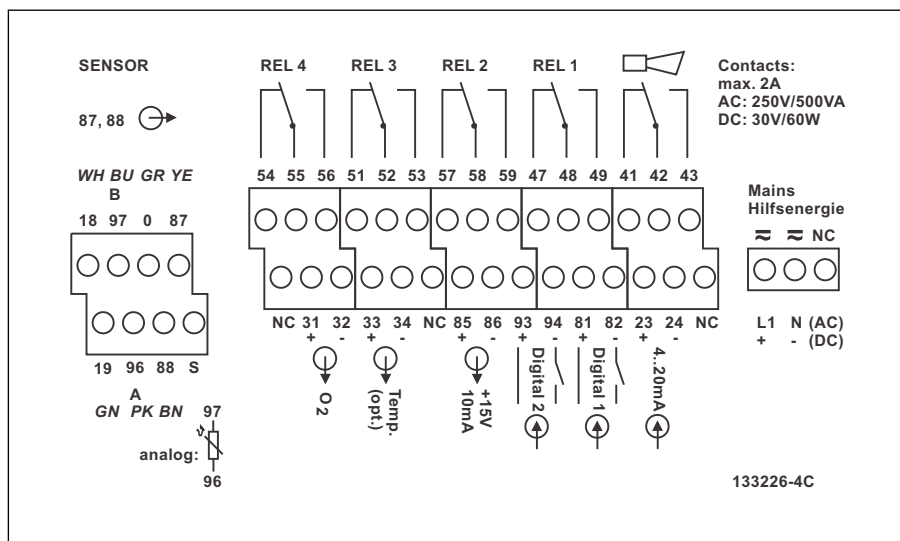 SENSOR
87, 88
WH BU GR YE
B
18 97 0 87
19 96 88 S
A
GN PK BN
97
analog:
96
REL 4 REL 3 REL 2 REL 1
54 55 56 51 52 53 57 58 59 47 48 49 41 42 43
NC 31 32 33 34 NC 85 86 93 94 81 82 23 24 NC
+ - + - + - + - + - + -
O2
Temp.
(opt.)
+15V
10mA
Digital 2
Digital 1
4..20mA
Contacts:
max. 2A
AC: 250V/500VA
DC: 30V/60W
Mains
Hilfsenergie
NC
L1 N (AC)
+ - (DC)
133226-4C